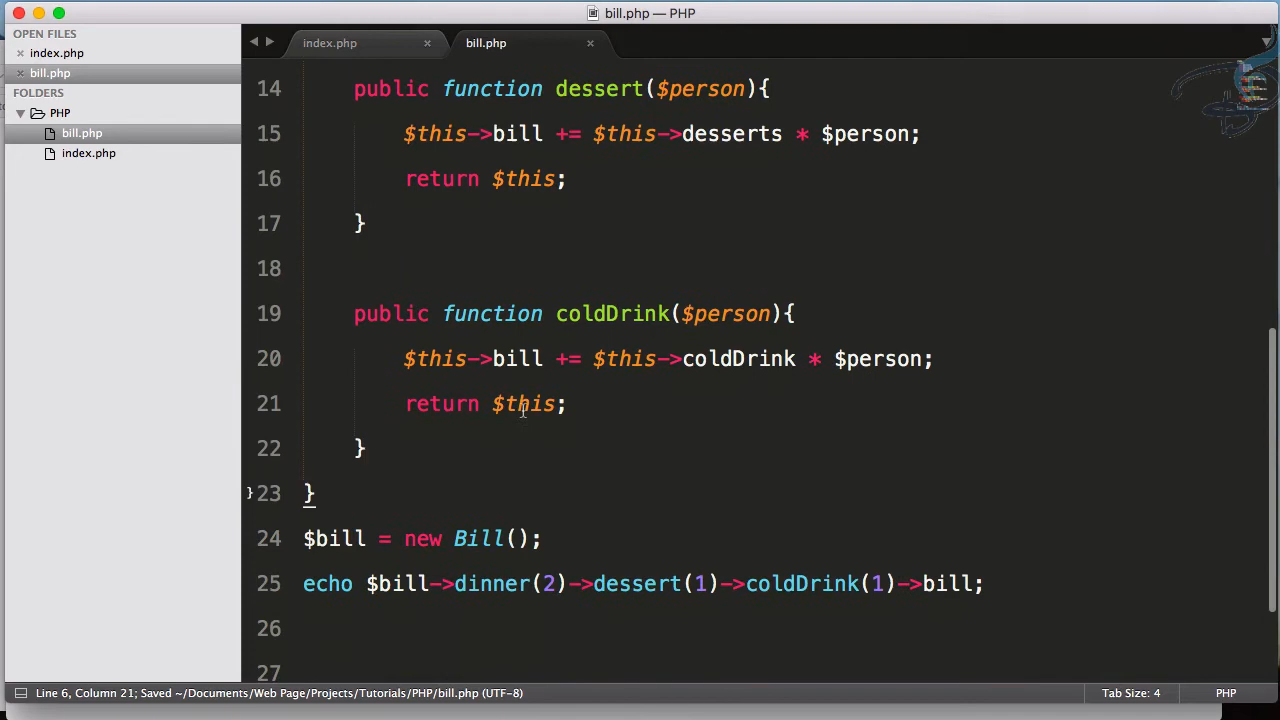 bill.php — PHP
OPEN FILES
index.php
bill.php
FOLDERS
PHP
bill.php
index.php
index.php
bill.php
14 public function dessert($person){
15 $this->bill += $this->desserts * $person;
16 return $this;
17 }
18
19 public function coldDrink($person){
20 $this->bill += $this->coldDrink * $person;
21 return $this;
22 }
23 }
24 $bill = new Bill();
25 echo $bill->dinner(2)->dessert(1)->coldDrink(1)->bill;
26
27
Line 6, Column 21; Saved ~/Documents/Web Page/Projects/Tutorials/PHP/bill.php (UTF-8)
Tab Size: 4
PHP